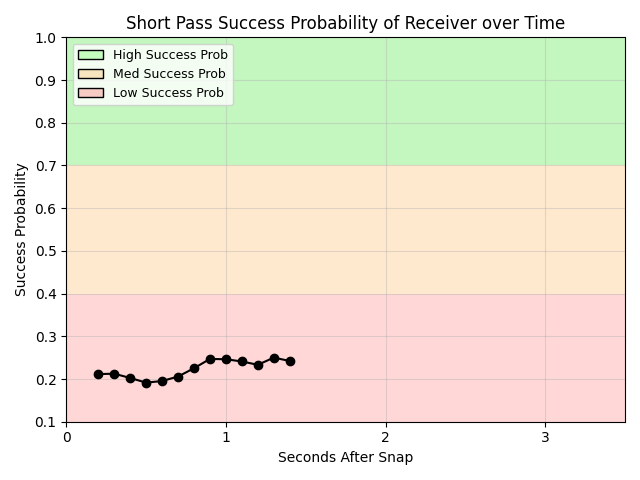 Short Pass Success Probability of Receiver over Time
High Success Prob
Med Success Prob
Low Success Prob
Success Probability
1.0
0.9
0.8
0.7
0.6
0.5
0.4
0.3
0.2
0.1
0 1 2 3
Seconds After Snap